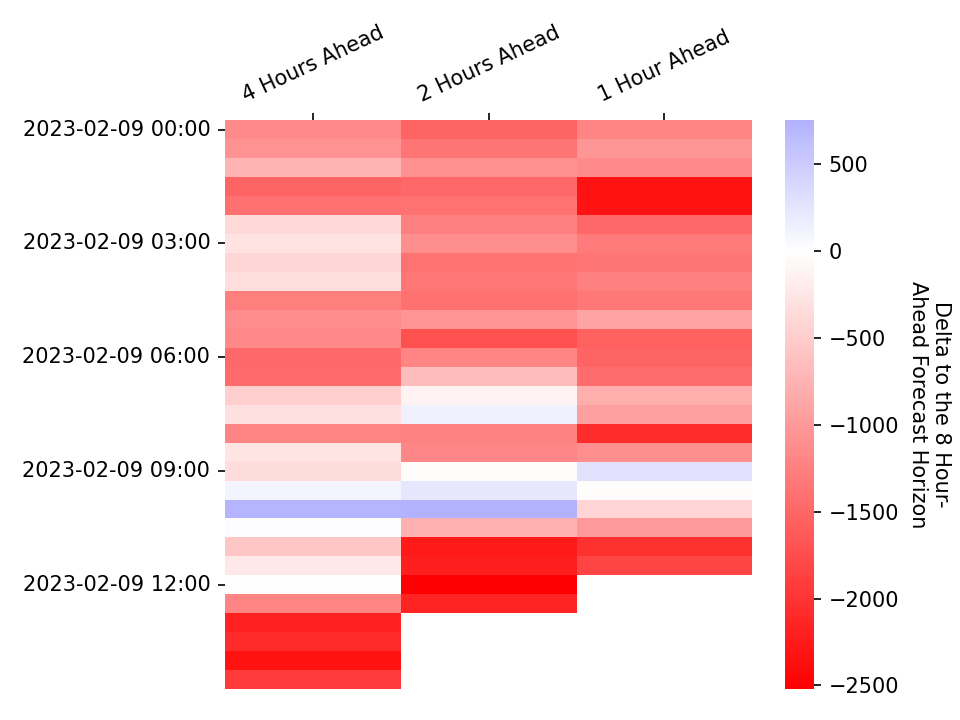 4 Hours Ahead
2 Hours Ahead
1 Hour Ahead
2023-02-09 00:00
2023-02-09 03:00
2023-02-09 06:00
2023-02-09 09:00
2023-02-09 12:00
500
0
−500
−1000
−1500
−2000
−2500
Delta to the 8 Hour-
Ahead Forecast Horizon